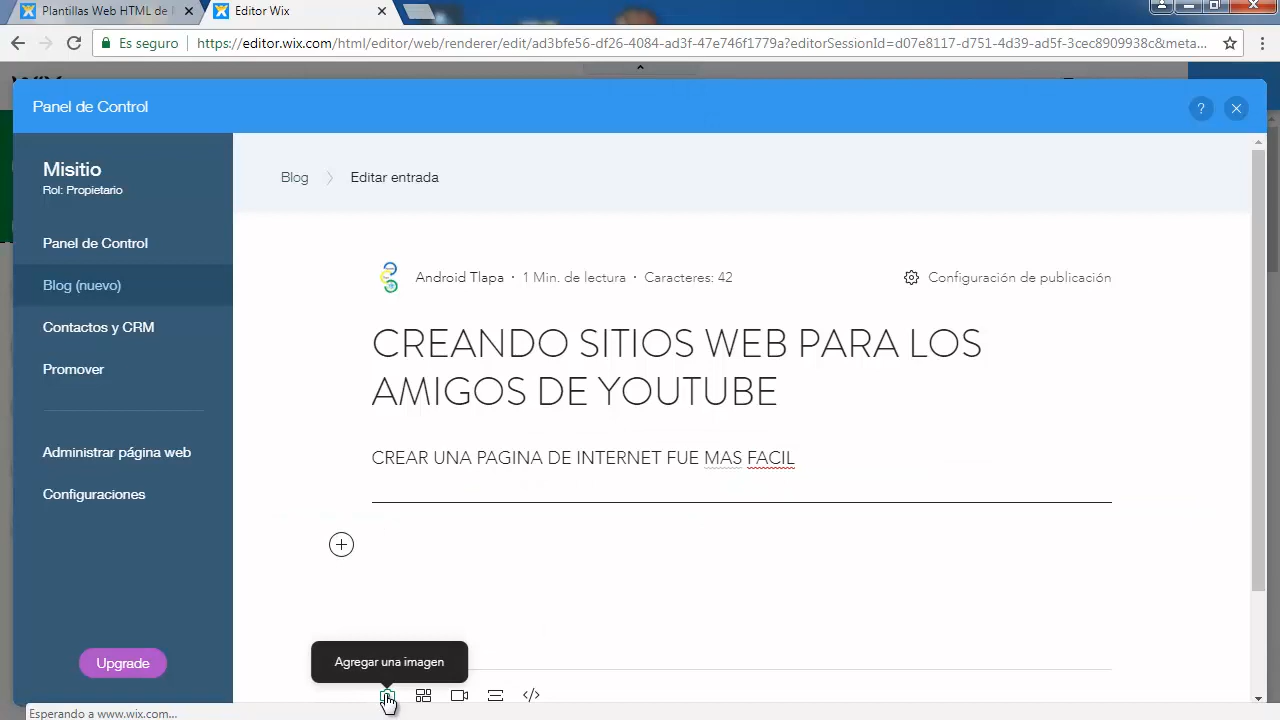 Plantillas Web HTML de
Editor Wix
Es seguro
https://editor.wix.com/html/editor/web/renderer/edit/ad3bfe56-df26-4084-ad3f-47e746f1779a?editorSessionId=d07e8117-d751-4d39-ad5f-3cec8909938c&meta...
Panel de Control
?
Misitio
Rol: Propietario
Panel de Control
Blog (nuevo)
Contactos y CRM
Promover
Administrar página web
Configuraciones
Upgrade
Blog
Editar entrada
Android Tlapa · 1 Min. de lectura · Caracteres: 42
Configuración de publicación
CREANDO SITIOS WEB PARA LOS
AMIGOS DE YOUTUBE
CREAR UNA PAGINA DE INTERNET FUE MAS FACIL
Agregar una imagen
Esperando a www.wix.com...